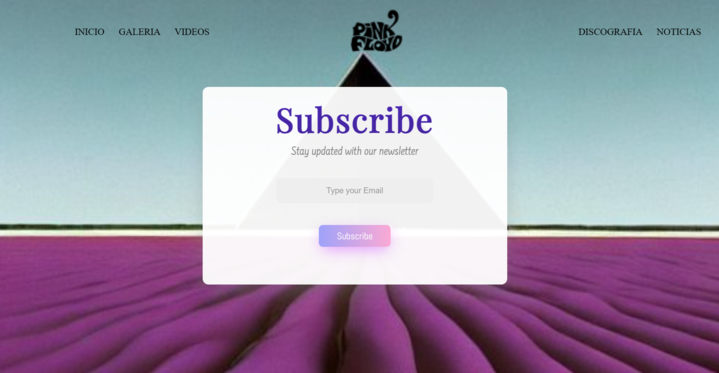 INICIO GALERIA VIDEOS PINK FLOYD DISCOGRAFIA NOTICIAS
Subscribe
Stay updated with our newsletter
Type your Email
Subscribe